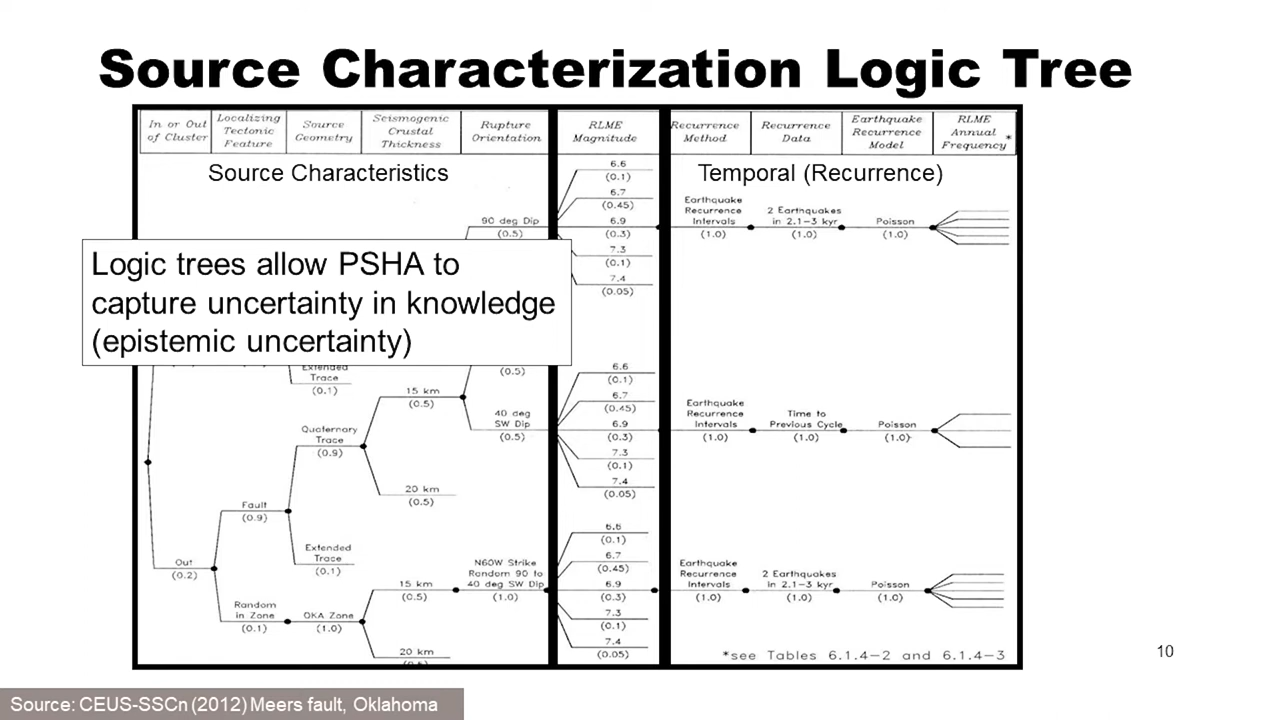 Source Characterization Logic Tree
In or Out
of Cluster
Localizing
Tectonic
Feature
Source
Geometry
Seismogenic
Crustal
Thickness
Rupture
Orientation
RLME
Magnitude
Recurrence
Method
Recurrence
Data
Earthquake
Recurrence
Model
RLME
Annual
Frequency *
Source Characteristics
Temporal (Recurrence)
90 deg Dip
(0.5)
6.6
(0.1)
6.7
(0.45)
6.9
(0.3)
7.3
(0.1)
7.4
(0.05)
Earthquake
Recurrence
Intervals
(1.0)
2 Earthquakes
in 2.1-3 kyr
(1.0)
Poisson
(1.0)
Logic trees allow PSHA to
capture uncertainty in knowledge
(epistemic uncertainty)
Extended
Trace
(0.1)
(0.5)
15 km
(0.5)
Quaternary
Trace
(0.9)
40 deg
SW Dip
(0.5)
6.6
(0.1)
6.7
(0.45)
6.9
(0.3)
7.3
(0.1)
7.4
(0.05)
Earthquake
Recurrence
Intervals
(1.0)
Time to
Previous Cycle
(1.0)
Poisson
(1.0)
20 km
(0.5)
Fault
(0.9)
Extended
Trace
(0.1)
Out
(0.2)
Random
in Zone
(0.1)
OKA Zone
(1.0)
15 km
(0.5)
20 km
N60W Strike
Random 90 to
40 deg SW Dip
(1.0)
6.6
(0.1)
6.7
(0.45)
6.9
(0.3)
7.3
(0.1)
7.4
(0.05)
Earthquake
Recurrence
Intervals
(1.0)
2 Earthquakes
in 2.1-3 kyr
(1.0)
Poisson
(1.0)
*see Tables 6.1.4-2 and 6.1.4-3
10
Source: CEUS-SSCn (2012) Meers fault, Oklahoma